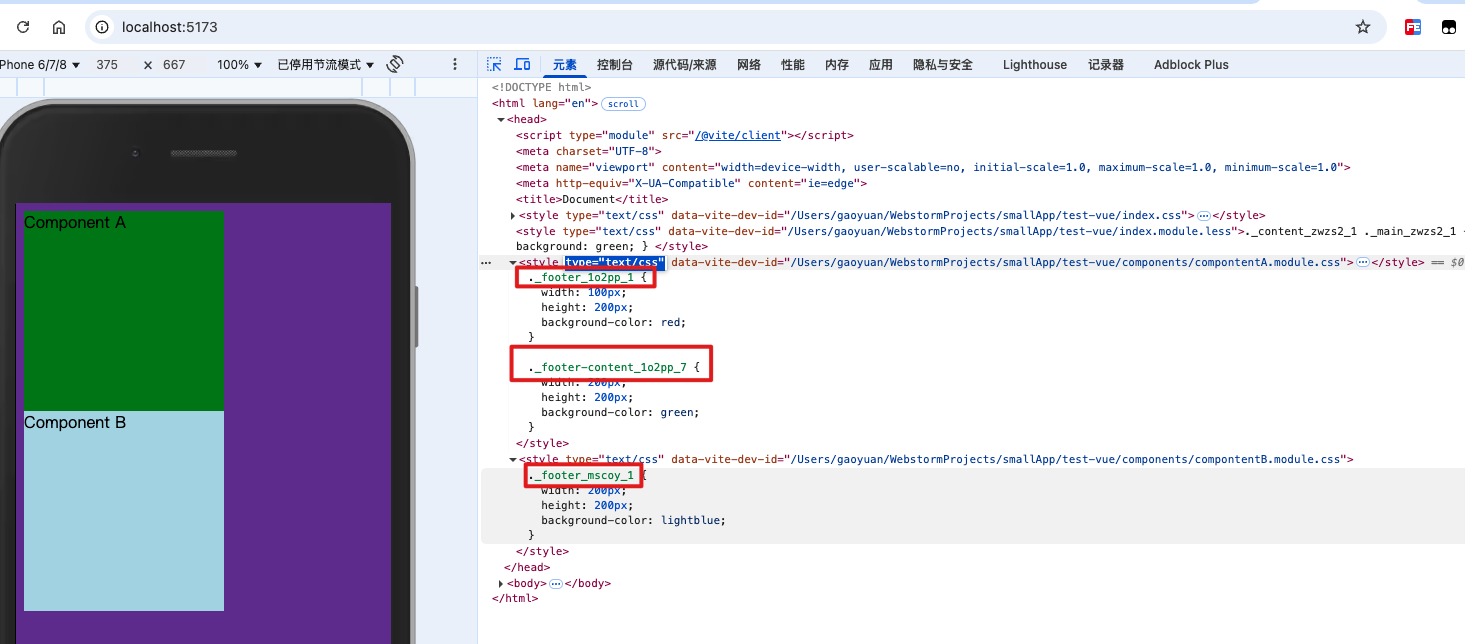 localhost:5173
Phone 6/7/8 375 × 667 100% 已停用节流模式
元素 控制台 源代码/来源 网络 性能 内存 应用 隐私与安全 Lighthouse 记录器 Adblock Plus
<!DOCTYPE html>
<html lang="en"> scroll
<head>
<script type="module" src="/@vite/client"></script>
<meta charset="UTF-8">
<meta name="viewport" content="width=device-width, user-scalable=no, initial-scale=1.0, maximum-scale=1.0, minimum-scale=1.0">
<meta http-equiv="X-UA-Compatible" content="ie=edge">
<title>Document</title>
<style type="text/css" data-vite-dev-id="/Users/gaoyuan/WebstormProjects/smallApp/test-vue/index.css">…</style>
<style type="text/css" data-vite-dev-id="/Users/gaoyuan/WebstormProjects/smallApp/test-vue/index.module.less">._content_zwzs2_1 ._main_zwzs2_1 {
background: green; } </style>
<style type="text/css" data-vite-dev-id="/Users/gaoyuan/WebstormProjects/smallApp/test-vue/components/compontentA.module.css">…</style> == $0
._footer_1o2pp_1 {
width: 100px;
height: 200px;
background-color: red;
}
._footer-content_1o2pp_7 {
width: 200px;
height: 200px;
background-color: green;
}
</style>
<style type="text/css" data-vite-dev-id="/Users/gaoyuan/WebstormProjects/smallApp/test-vue/components/compontentB.module.css">
._footer_mscoy_1 {
width: 200px;
height: 200px;
background-color: lightblue;
}
</style>
</head>
<body>…</body>
</html>
Component A
Component B